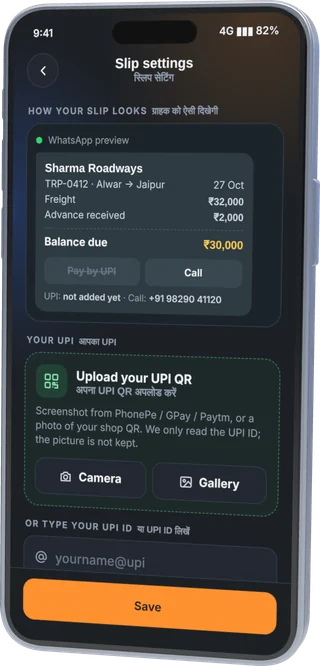 9:41
4G 82%
Slip settings
स्लिप सेटिंग
HOW YOUR SLIP LOOKS ग्राहक को ऐसी दिखेगी
WhatsApp preview
Sharma Roadways
TRP-0412 · Alwar → Jaipur 27 Oct
Freight ₹32,000
Advance received ₹2,000
Balance due ₹30,000
Pay by UPI Call
UPI: not added yet · Call: +91 98290 41120
YOUR UPI आपका UPI
Upload your UPI QR
अपना UPI QR अपलोड करें
Screenshot from PhonePe / GPay / Paytm, or a
photo of your shop QR. We only read the UPI ID;
the picture is not kept.
Camera Gallery
OR TYPE YOUR UPI ID या UPI ID लिखें
@ yourname@upi
Save